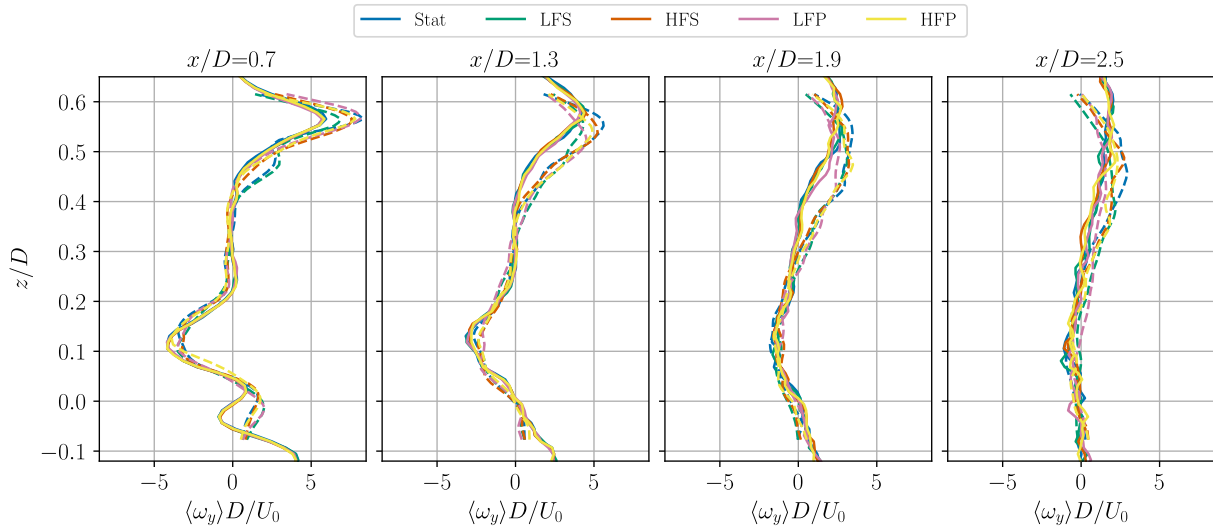 Stat LFS HFS LFP HFP
x/D=0.7 x/D=1.3 x/D=1.9 x/D=2.5
0.6
0.5
0.4
0.3
0.2
0.1
0.0
−0.1
z/D
−5 0 5 −5 0 5 −5 0 5 −5 0 5
⟨ω_y⟩D/U_0 ⟨ω_y⟩D/U_0 ⟨ω_y⟩D/U_0 ⟨ω_y⟩D/U_0